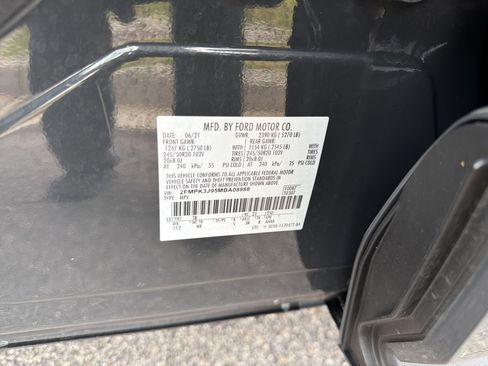 MFD. BY FORD MOTOR CO.
DATE: 06/21 GVWR: 2390 KG ( 5270 LB)
FRONT GAWR: REAR GAWR:
1247 KG ( 2750 LB) WITH 1154 KG ( 2545 LB) WITH
245/50R20 102V TIRES 245/50R20 102V TIRES
20x8.0J RIMS 20x8.0J RIMS
AT 240 kPa/ 35 PSI COLD AT 240 kPa/ 35 PSI COLD
THIS VEHICLE CONFORMS TO ALL APPLICABLE FEDERAL MOTOR
VEHICLE SAFETY AND THEFT PREVENTION STANDARDS IN
EFFECT ON THE DATE OF MANUFACTURE SHOWN ABOVE.
VIN: 2FMPK3J95MBA08988
TYPE: MPV